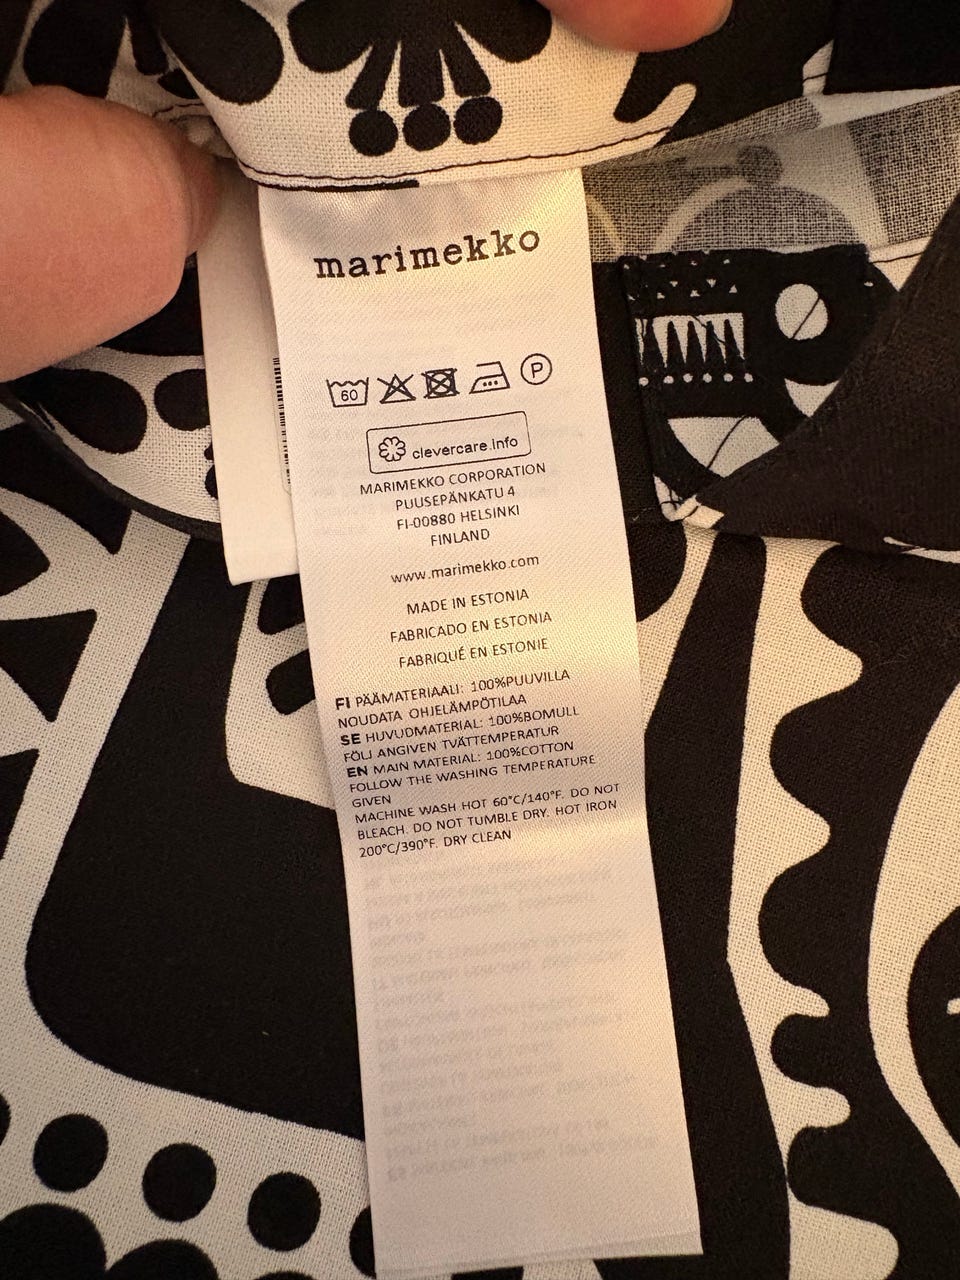 marimekko
60
P
clevercare.info
MARIMEKKO CORPORATION
PUUSEPÄNKATU 4
FI-00880 HELSINKI
FINLAND
www.marimekko.com
MADE IN ESTONIA
FABRICADO EN ESTONIA
FABRIQUÉ EN ESTONIE
FI PÄÄMATERIAALI: 100%PUUVILLA
NOUDATA OHJELÄMPÖTILAA
SE HUVUDMATERIAL: 100%BOMULL
FÖLJ ANGIVEN TVÄTTEMPERATUR
EN MAIN MATERIAL: 100%COTTON
FOLLOW THE WASHING TEMPERATURE
GIVEN
MACHINE WASH HOT 60°C/140°F. DO NOT
BLEACH. DO NOT TUMBLE DRY. HOT IRON
200°C/390°F. DRY CLEAN